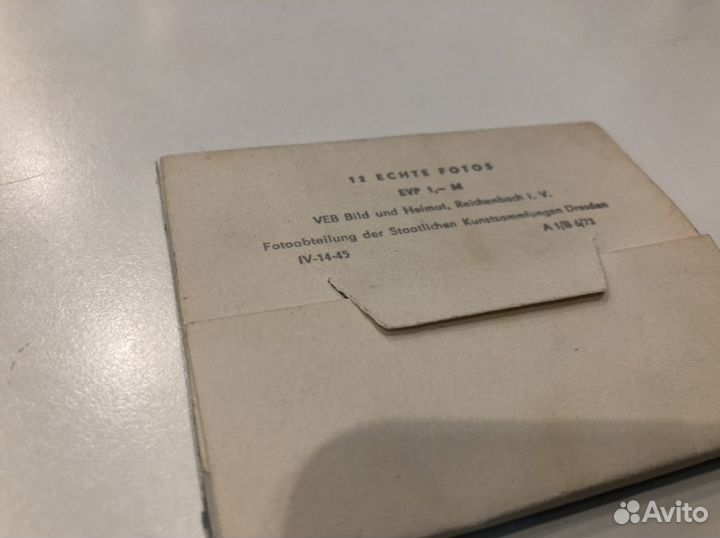 12 ECHTE FOTOS
EVP 1,– M
VEB Bild und Heimat, Reichenbach i. V.
Fotoabteilung der Staatlichen Kunstsammlungen Dresden
IV-14-45 A 1/B 6/73
Avito